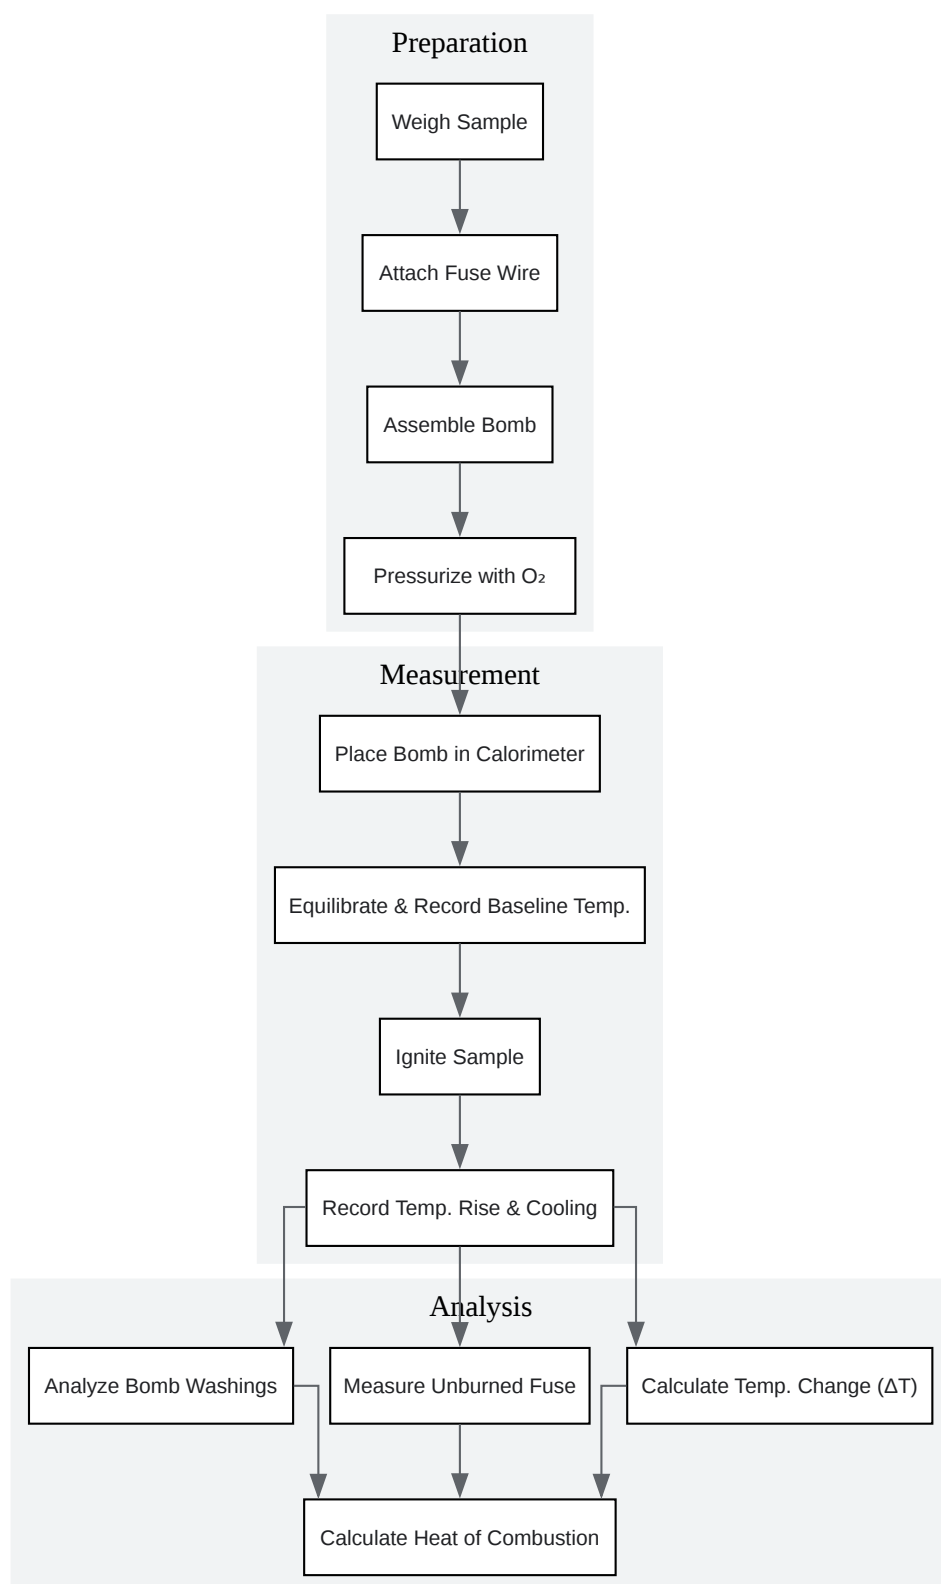 Preparation
Weigh Sample
Attach Fuse Wire
Assemble Bomb
Pressurize with O₂
Measurement
Place Bomb in Calorimeter
Equilibrate & Record Baseline Temp.
Ignite Sample
Record Temp. Rise & Cooling
Analysis
Analyze Bomb Washings
Measure Unburned Fuse
Calculate Temp. Change (ΔT)
Calculate Heat of Combustion